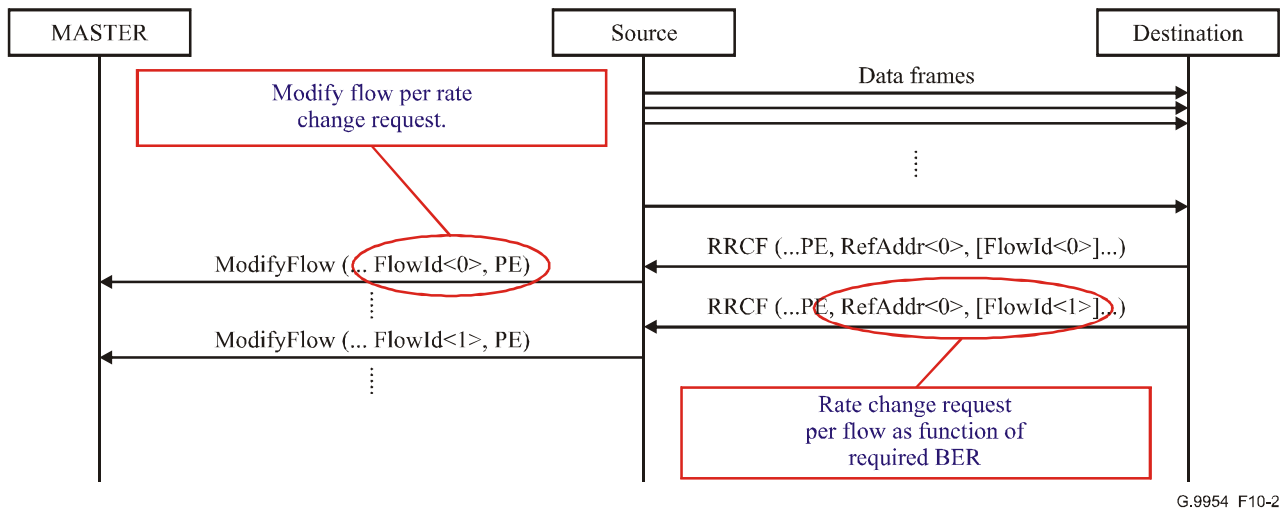 MASTER
Source
Destination
Data frames
Modify flow per rate
change request.
RRCF (...PE, RefAddr<0>, [FlowId<0>]...)
ModifyFlow (... FlowId<0>, PE)
RRCF (...PE, RefAddr<0>, [FlowId<1>]...)
ModifyFlow (... FlowId<1>, PE)
Rate change request
per flow as function of
required BER
G.9954_F10-2